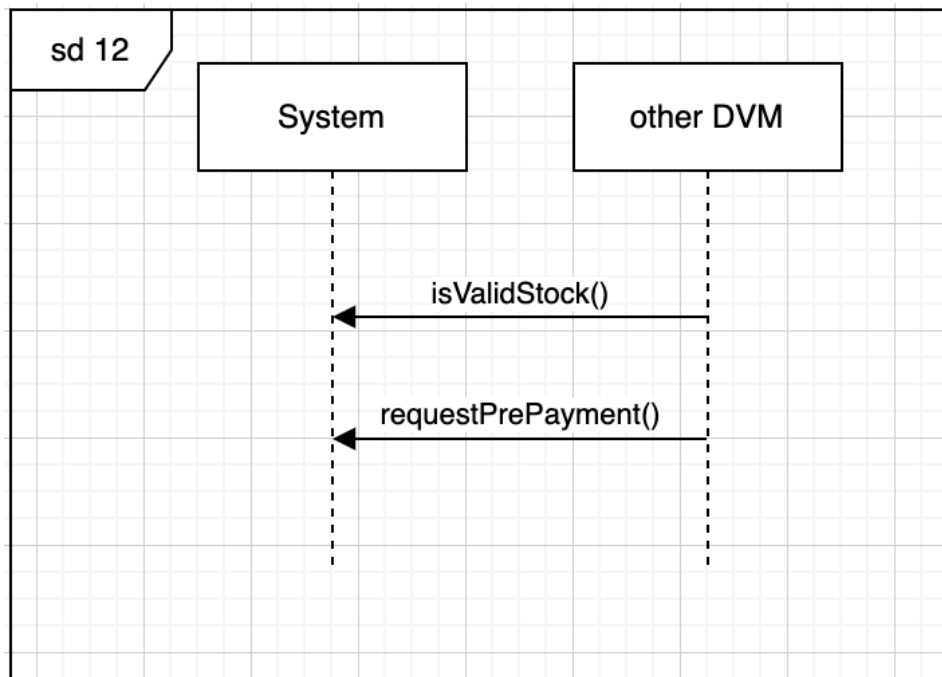 sd 12
System
other DVM
isValidStock()
requestPrePayment()